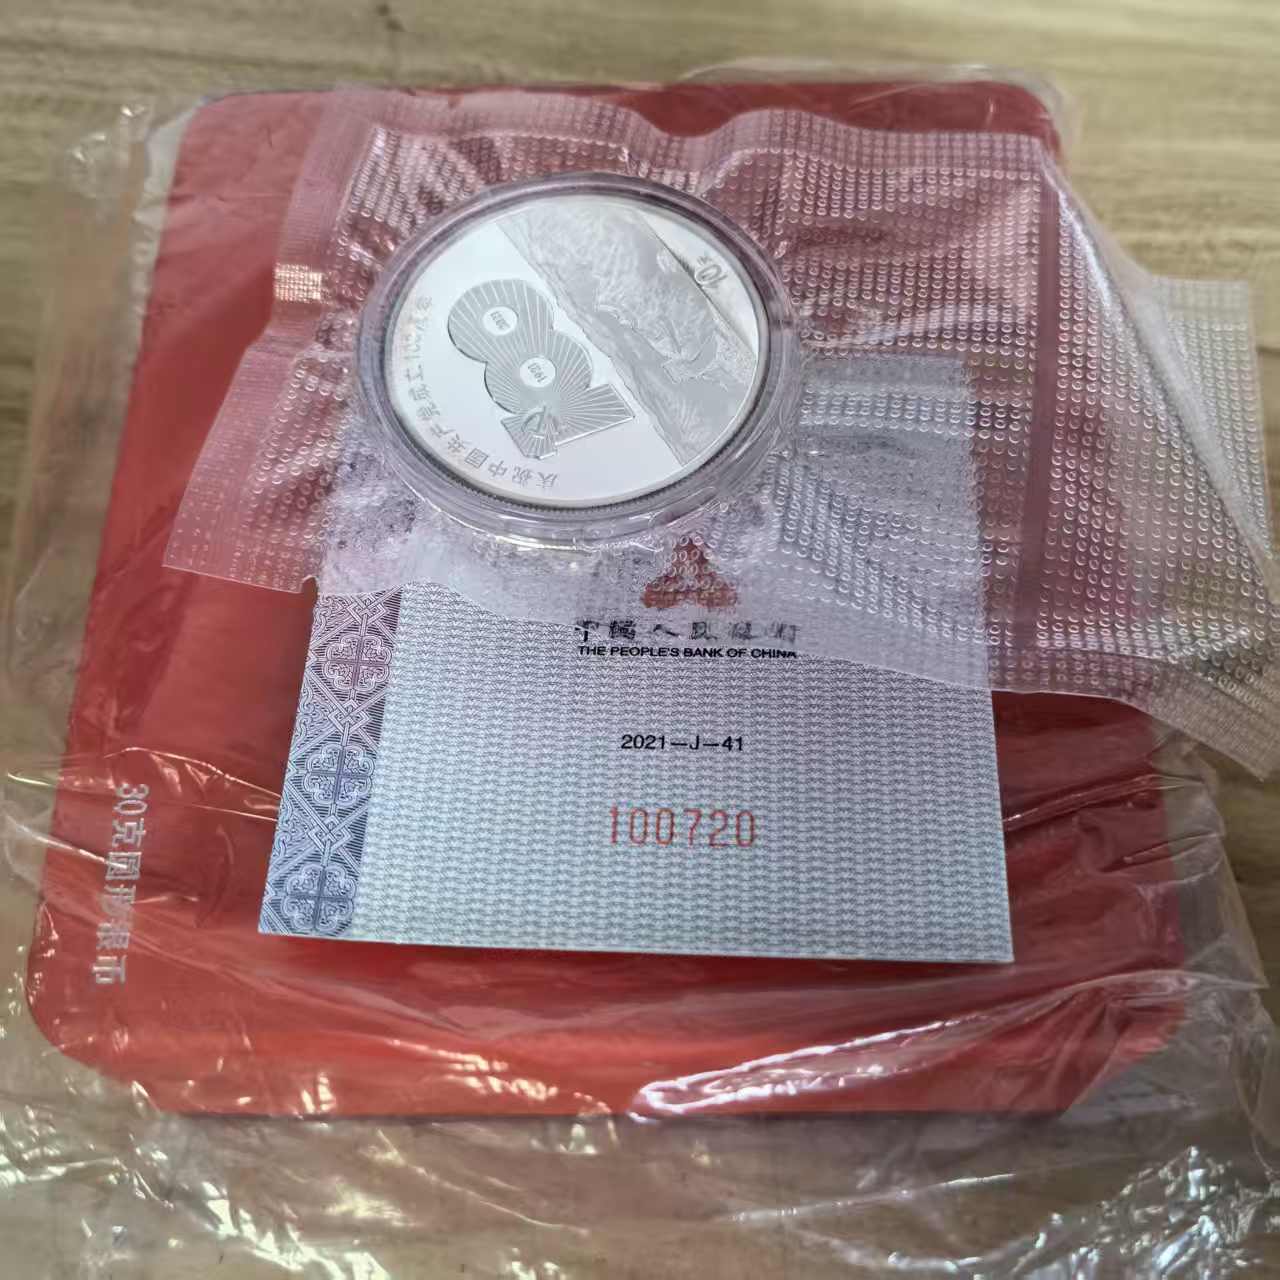 10元
2021
1921
庆祝中国共产党成立100周年
中国人民银行
THE PEOPLE'S BANK OF CHINA
2021—J—41
100720
30克圆形银币